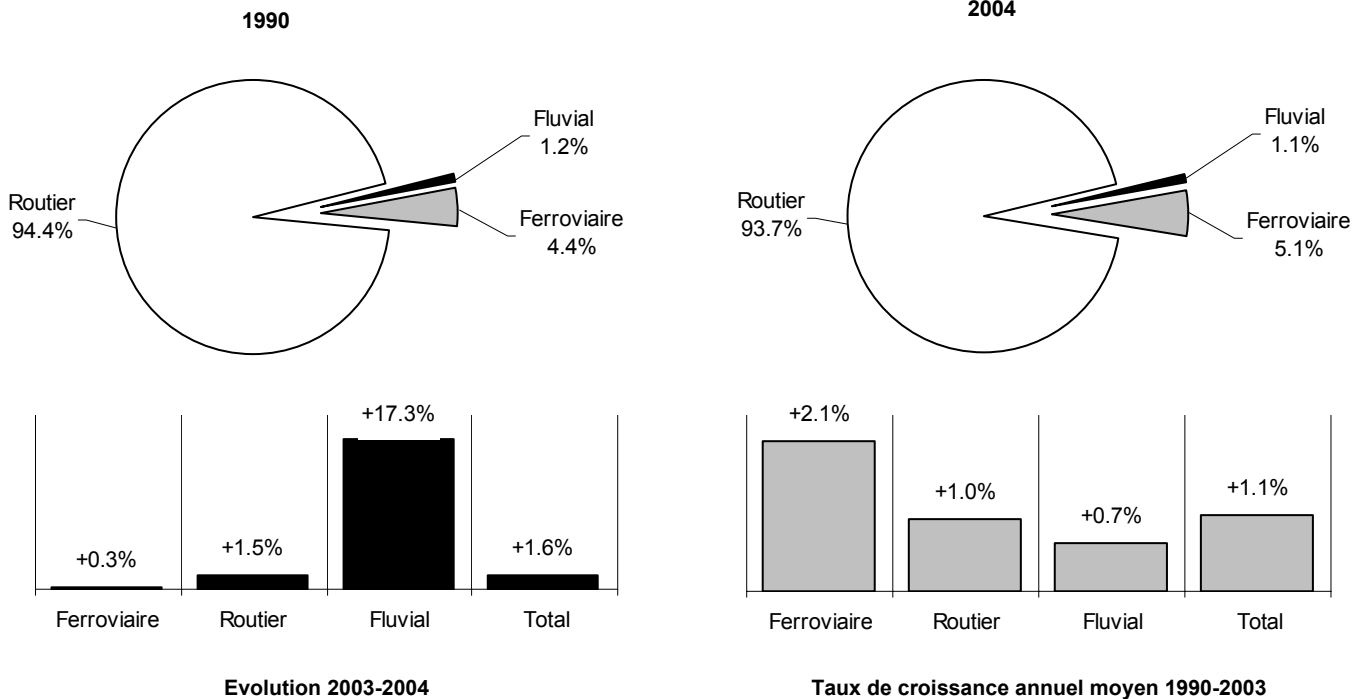 1990
Fluvial
1.2%
Routier
94.4%
Ferroviaire
4.4%
2004
Fluvial
1.1%
Routier
93.7%
Ferroviaire
5.1%
+0.3%
+1.5%
+17.3%
+1.6%
Ferroviaire
Routier
Fluvial
Total
Evolution 2003-2004
+2.1%
+1.0%
+0.7%
+1.1%
Ferroviaire
Routier
Fluvial
Total
Taux de croissance annuel moyen 1990-2003